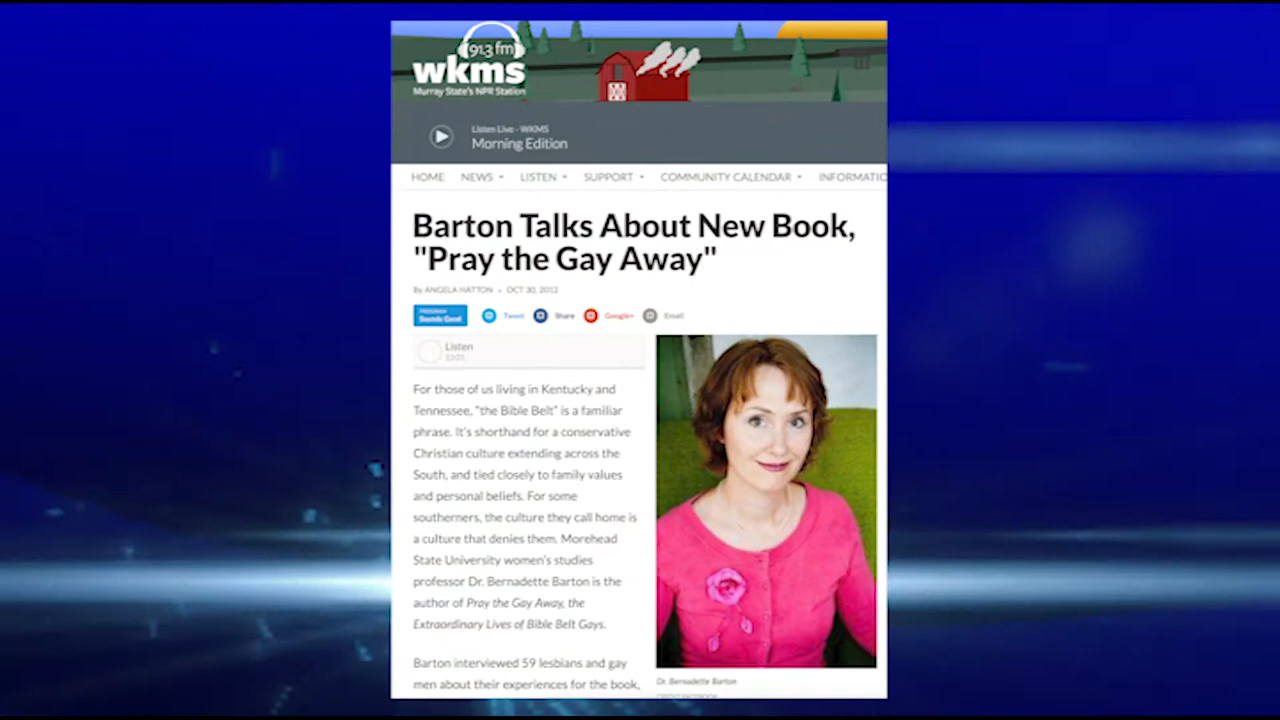 91.3 fm
wkms
Murray State's NPR Station
Listen Live - WKMS
Morning Edition
HOME NEWS LISTEN SUPPORT COMMUNITY CALENDAR INFORMATIO
Barton Talks About New Book,
"Pray the Gay Away"
By ANGELA HATTON • OCT 30, 2012
PROGRAM
Sounds Good
Tweet Share Google+ Email
Listen
For those of us living in Kentucky and
Tennessee, "the Bible Belt" is a familiar
phrase. It's shorthand for a conservative
Christian culture extending across the
South, and tied closely to family values
and personal beliefs. For some
southerners, the culture they call home is
a culture that denies them. Morehead
State University women's studies
professor Dr. Bernadette Barton is the
author of Pray the Gay Away, the
Extraordinary Lives of Bible Belt Gays.
Barton interviewed 59 lesbians and gay
men about their experiences for the book,
Dr. Bernadette Barton